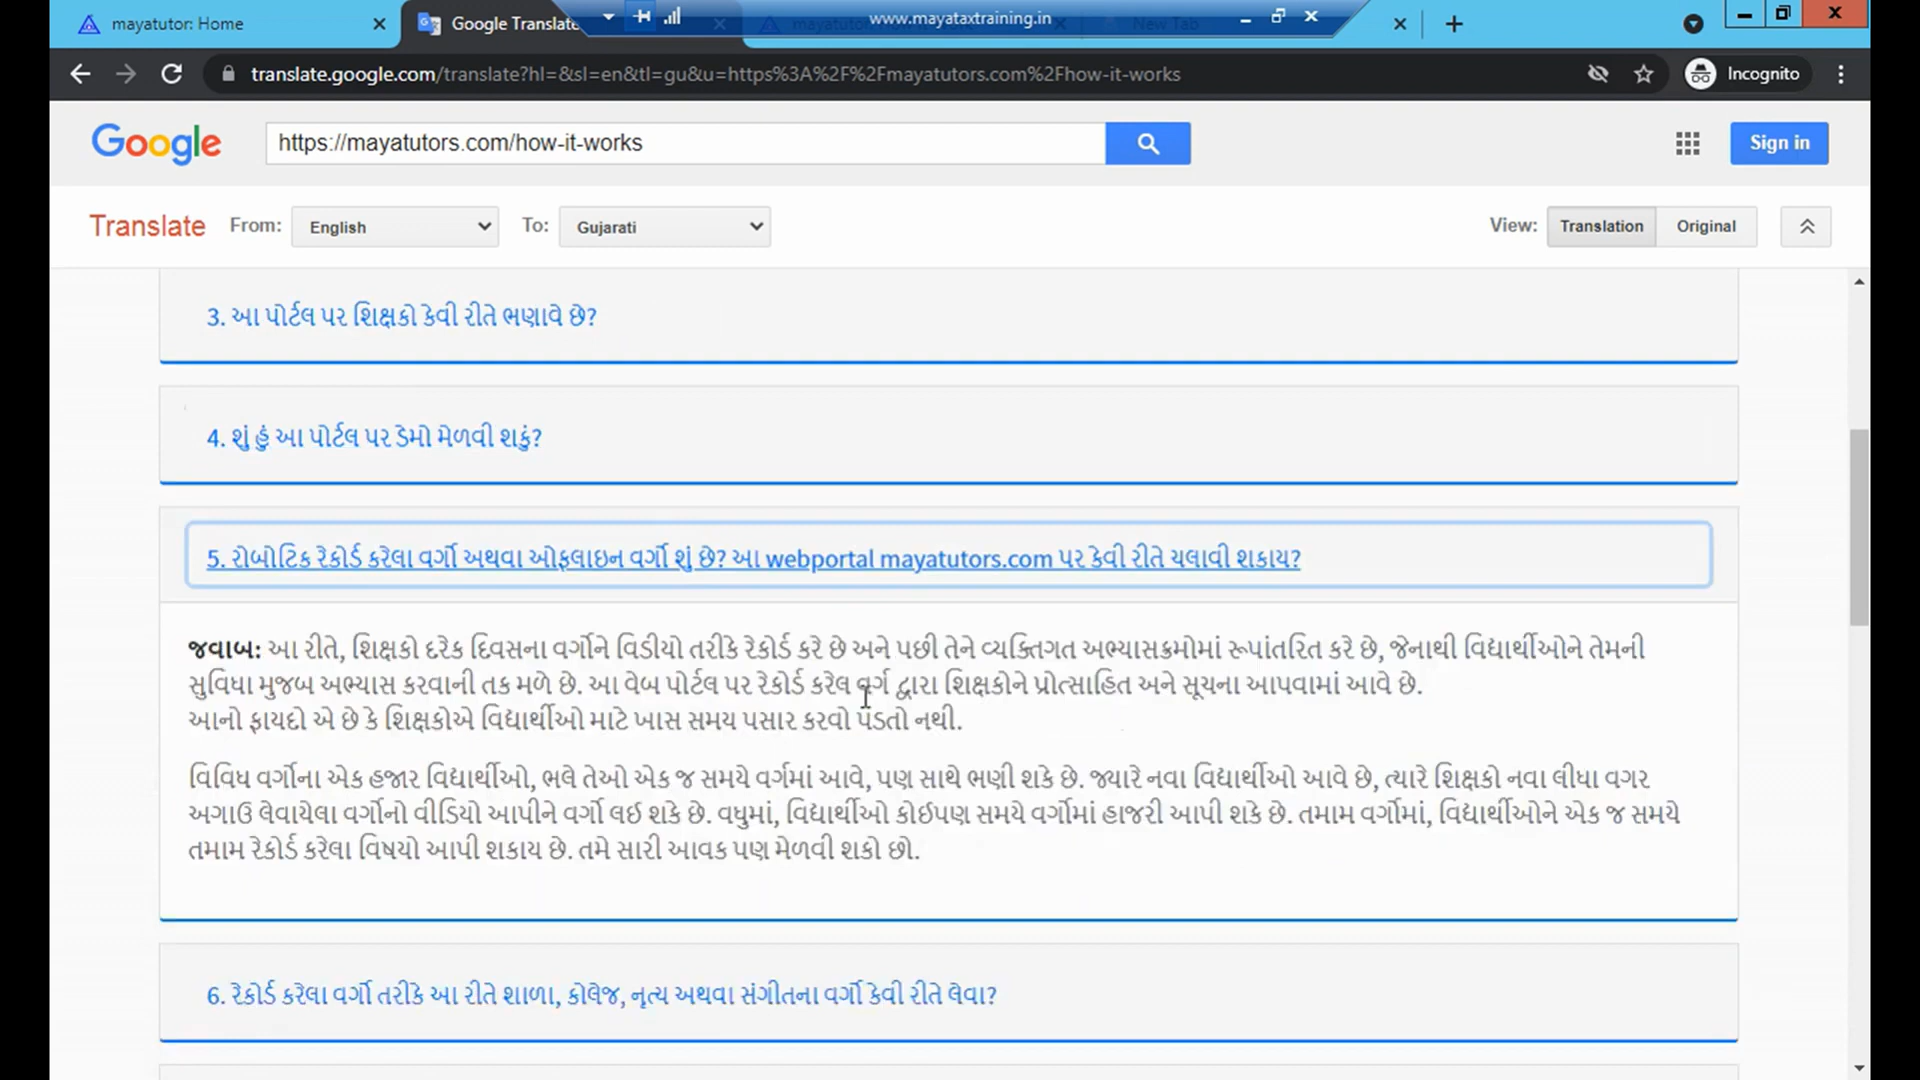 mayatutor: Home
Google Translate
www.mayataxtraining.in
New Tab
translate.google.com/translate?hl=&sl=en&tl=gu&u=https%3A%2F%2Fmayatutors.com%2Fhow-it-works
Incognito
Google
https://mayatutors.com/how-it-works
Sign in
Translate From: English To: Gujarati View: Translation Original
3. આ પોર્ટલ પર શિક્ષકો કેવી રીતે ભણાવે છે?
4. શું હું આ પોર્ટલ પર ડેમો મેળવી શકું?
5. રોબોટિક રેકોર્ડ કરેલા વર્ગો અથવા ઓફલાઇન વર્ગો શું છે? આ webportal mayatutors.com પર કેવી રીતે ચલાવી શકાય?
જવાબ: આ રીતે, શિક્ષકો દરેક દિવસના વર્ગોને વિડીયો તરીકે રેકોર્ડ કરે છે અને પછી તેને વ્યક્તિગત અભ્યાસક્રમોમાં રૂપાંતરિત કરે છે, જેનાથી વિદ્યાર્થીઓને તેમની
સુવિધા મુજબ અભ્યાસ કરવાની તક મળે છે. આ વેબ પોર્ટલ પર રેકોર્ડ કરેલ વર્ગ દ્વારા શિક્ષકોને પ્રોત્સાહિત અને સૂચના આપવામાં આવે છે.
આનો ફાયદો એ છે કે શિક્ષકોએ વિદ્યાર્થીઓ માટે ખાસ સમય પસાર કરવો પડતો નથી.
વિવિધ વર્ગોના એક હજાર વિદ્યાર્થીઓ, ભલે તેઓ એક જ સમયે વર્ગમાં આવે, પણ સાથે ભણી શકે છે. જ્યારે નવા વિદ્યાર્થીઓ આવે છે, ત્યારે શિક્ષકો નવા લીધા વગર
અગાઉ લેવાયેલા વર્ગોનો વીડિયો આપીને વર્ગો લઈ શકે છે. વધુમાં, વિદ્યાર્થીઓ કોઈપણ સમયે વર્ગોમાં હાજરી આપી શકે છે. તમામ વર્ગોમાં, વિદ્યાર્થીઓને એક જ સમયે
તમામ રેકોર્ડ કરેલા વિષયો આપી શકાય છે. તમે સારી આવક પણ મેળવી શકો છો.
6. રેકોર્ડ કરેલા વર્ગો તરીકે આ રીતે શાળા, કોલેજ, નૃત્ય અથવા સંગીતના વર્ગો કેવી રીતે લેવા?